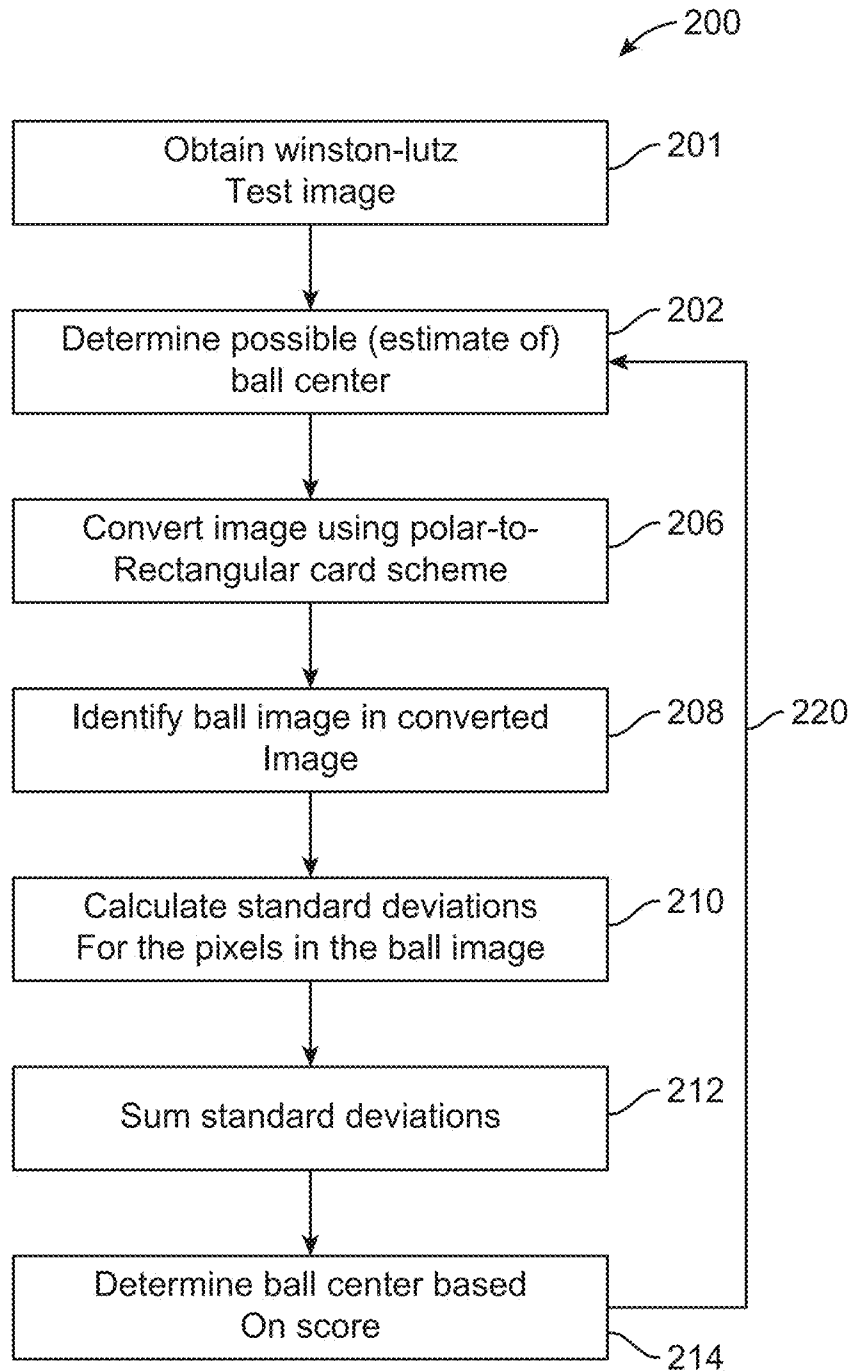 200
Obtain winston-lutz
Test image
201
Determine possible (estimate of)
ball center
202
Convert image using polar-to-
Rectangular card scheme
206
Identify ball image in converted
Image
208
220
Calculate standard deviations
For the pixels in the ball image
210
Sum standard deviations
212
Determine ball center based
On score
214